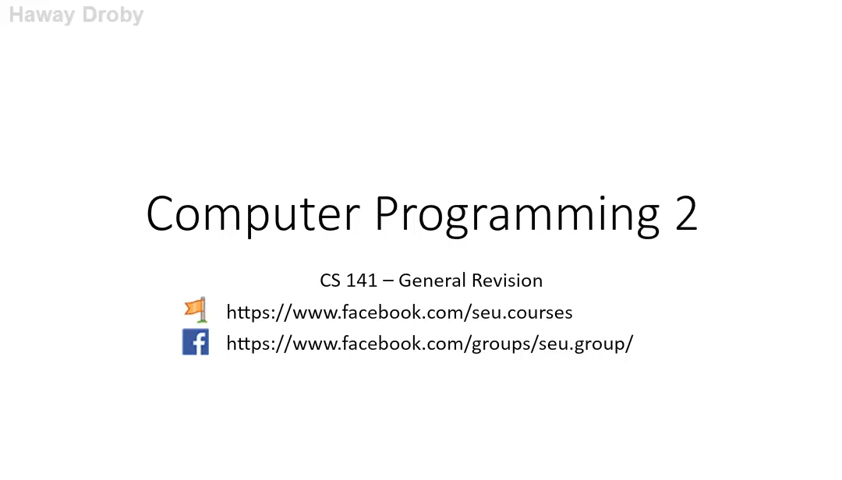 Haway Droby
Computer Programming 2
CS 141 – General Revision
https://www.facebook.com/seu.courses
https://www.facebook.com/groups/seu.group/